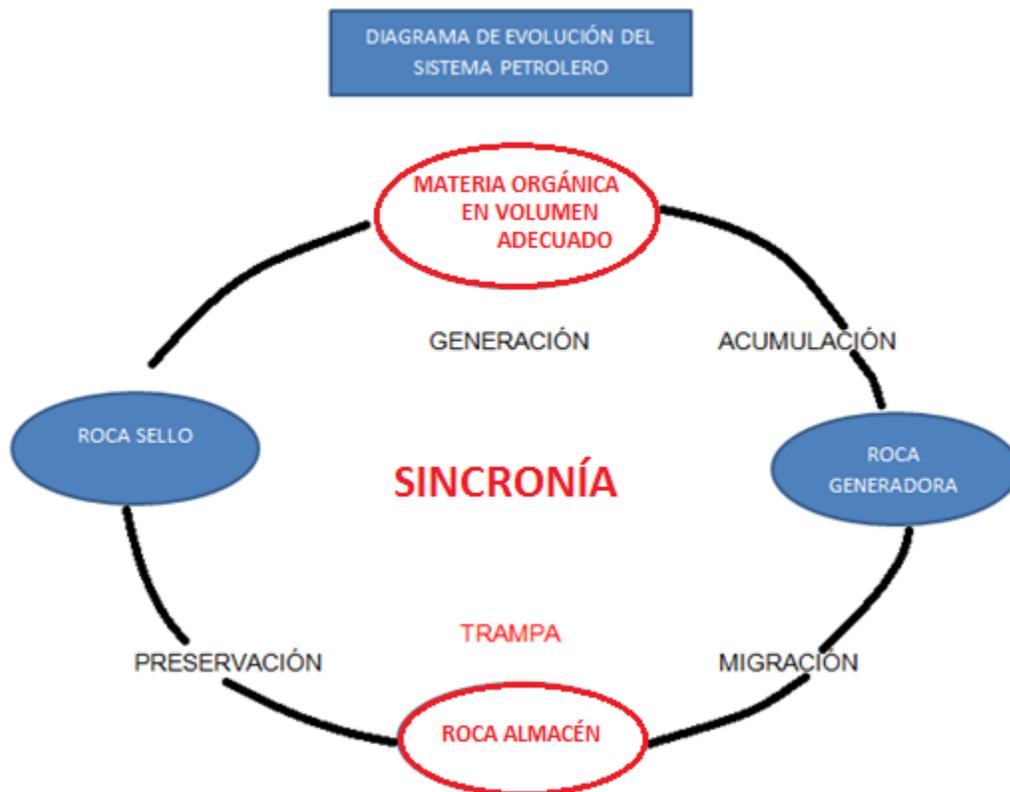 DIAGRAMA DE EVOLUCIÓN DEL
SISTEMA PETROLERO
MATERIA ORGÁNICA
EN VOLUMEN
ADECUADO
GENERACIÓN
ACUMULACIÓN
ROCA SELLO
ROCA
GENERADORA
SINCRONÍA
TRAMPA
PRESERVACIÓN
MIGRACIÓN
ROCA ALMACÉN